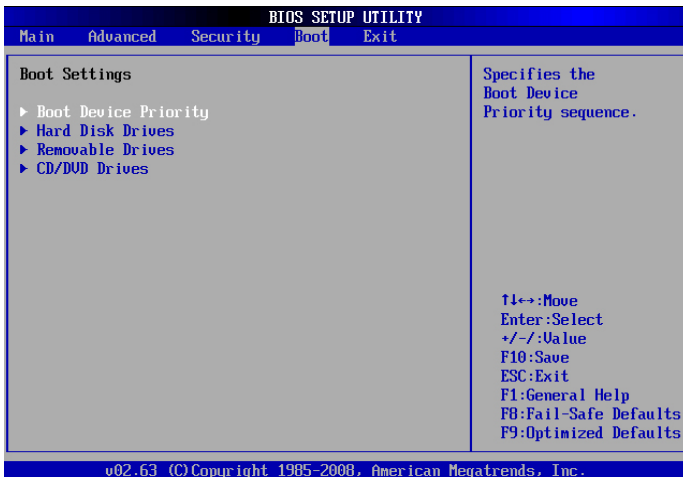 BIOS SETUP UTILITY
Main Advanced Security Boot Exit
Boot Settings
▶ Boot Device Priority
▶ Hard Disk Drives
▶ Removable Drives
▶ CD/DVD Drives
Specifies the
Boot Device
Priority sequence.
↑↓↔:Move
Enter:Select
+/-/:Value
F10:Save
ESC:Exit
F1:General Help
F8:Fail-Safe Defaults
F9:Optimized Defaults
v02.63 (C)Copyright 1985-2008, American Megatrends, Inc.